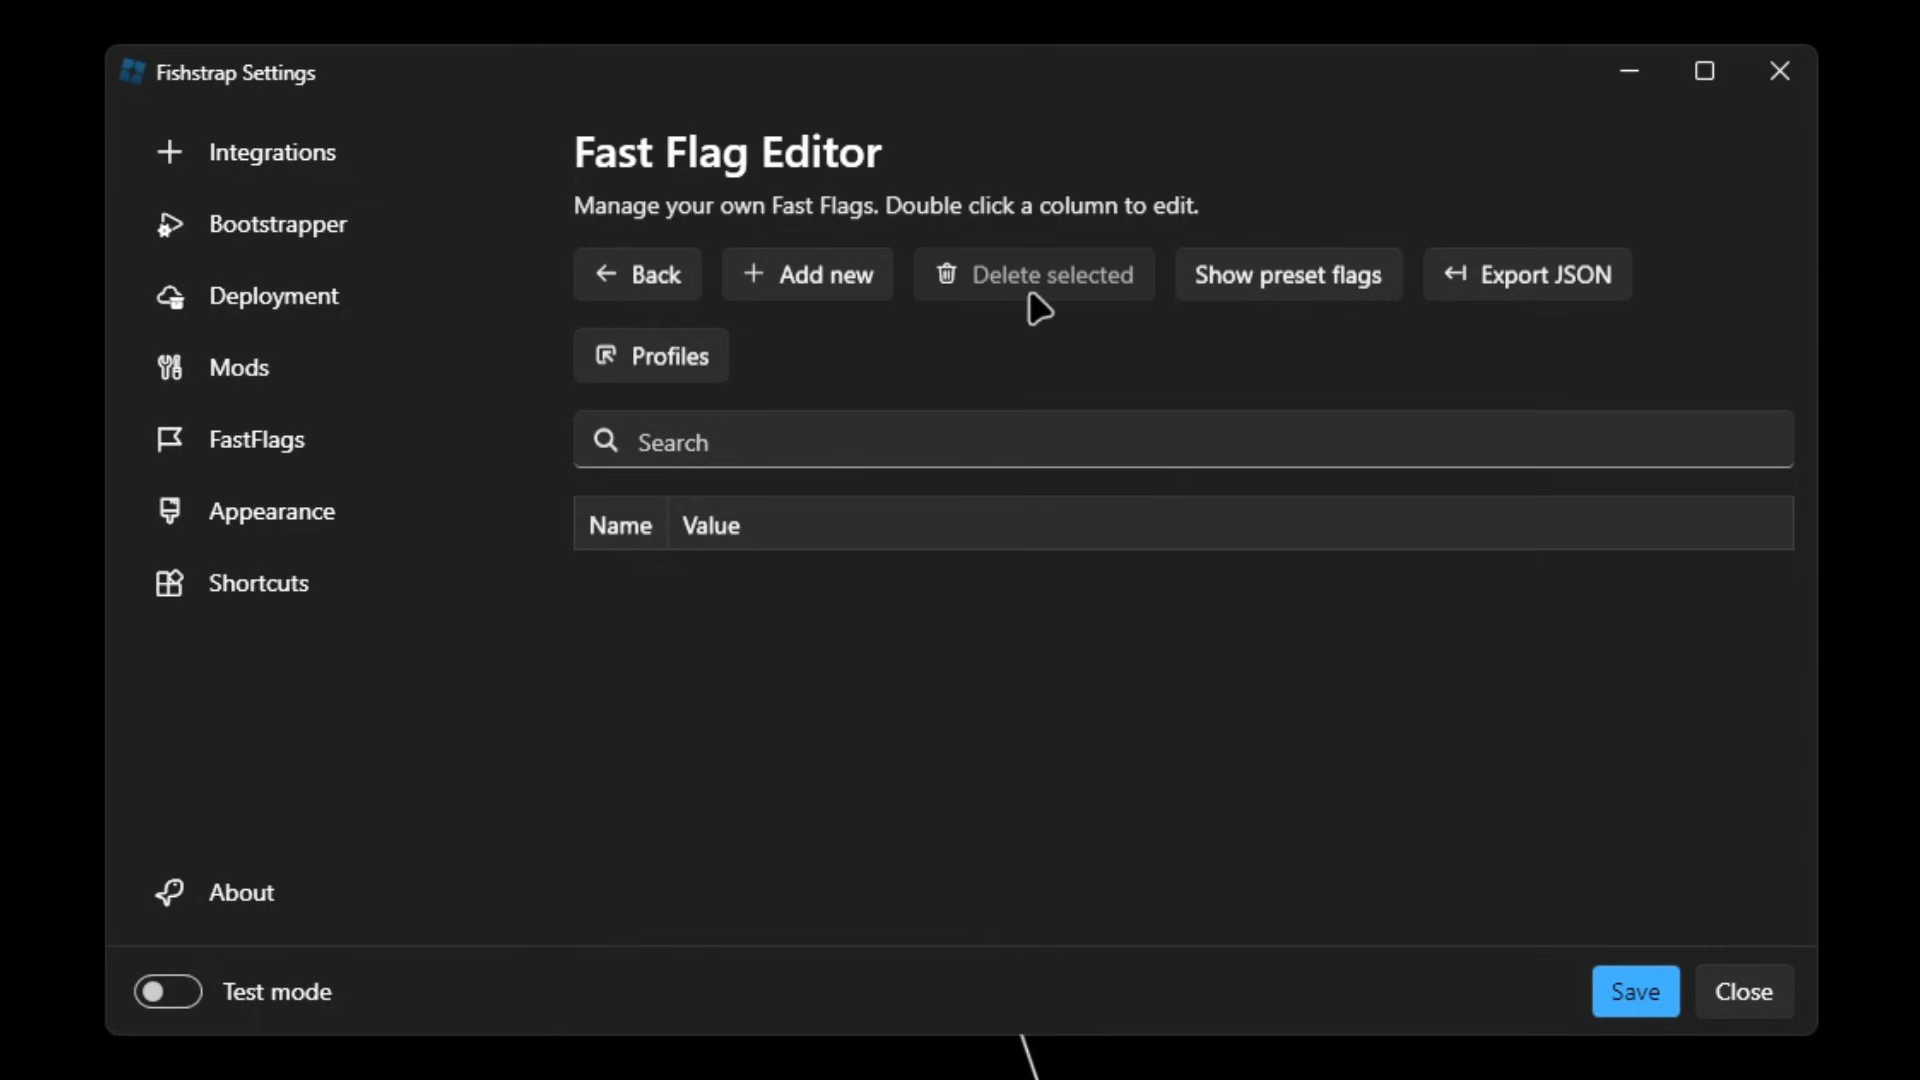 Fishstrap Settings
Integrations
Bootstrapper
Deployment
Mods
FastFlags
Appearance
Shortcuts
About
Fast Flag Editor
Manage your own Fast Flags. Double click a column to edit.
Back
Add new
Delete selected
Show preset flags
Export JSON
Profiles
Search
Name
Value
Test mode
Save
Close